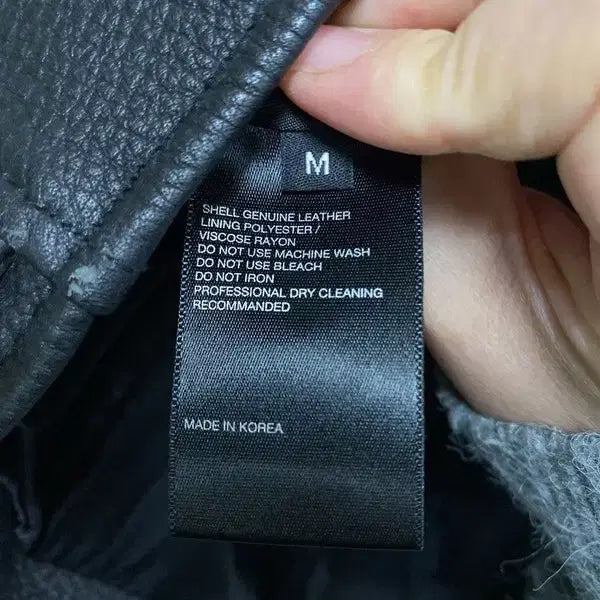 M
SHELL GENUINE LEATHER
LINING POLYESTER /
VISCOSE RAYON
DO NOT USE MACHINE WASH
DO NOT USE BLEACH
DO NOT IRON
PROFESSIONAL DRY CLEANING
RECOMMANDED
MADE IN KOREA